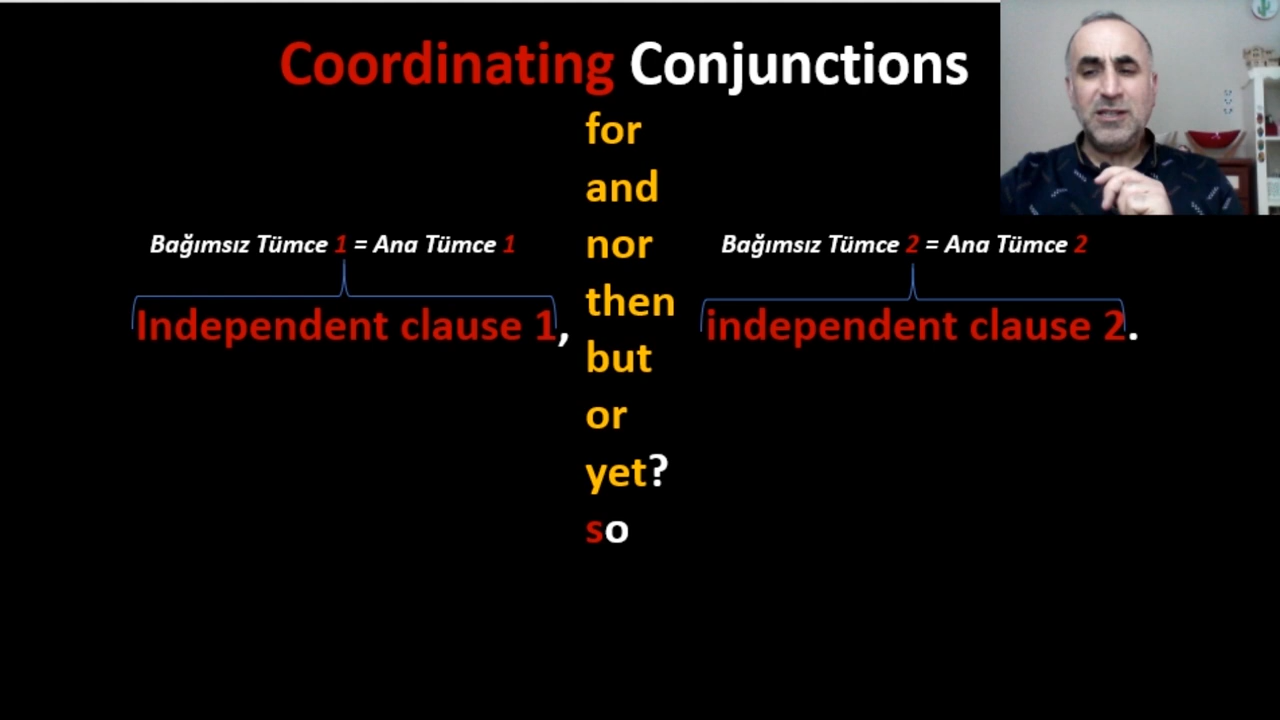 Coordinating Conjunctions
for
and
Bağımsız Tümce 1 = Ana Tümce 1
nor
Bağımsız Tümce 2 = Ana Tümce 2
then
Independent clause 1,
independent clause 2.
but
or
yet?
so